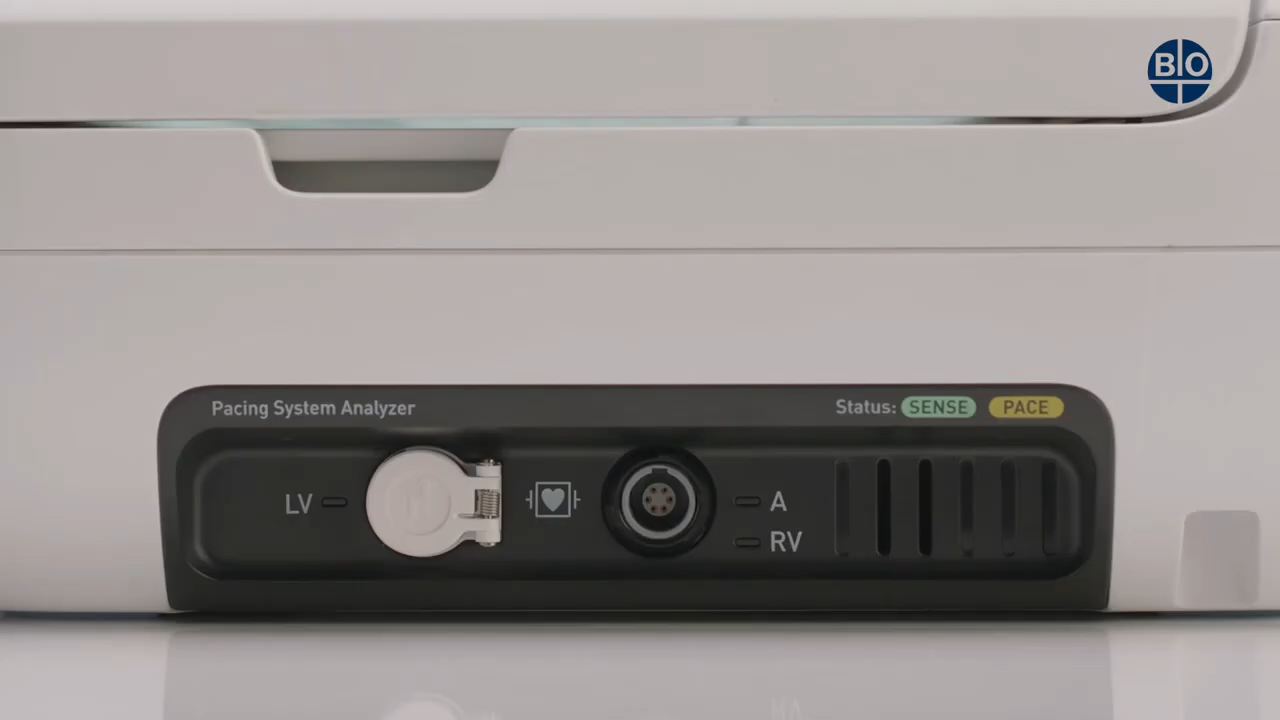 BIO
Pacing System Analyzer
Status: SENSE PACE
LV
A
RV